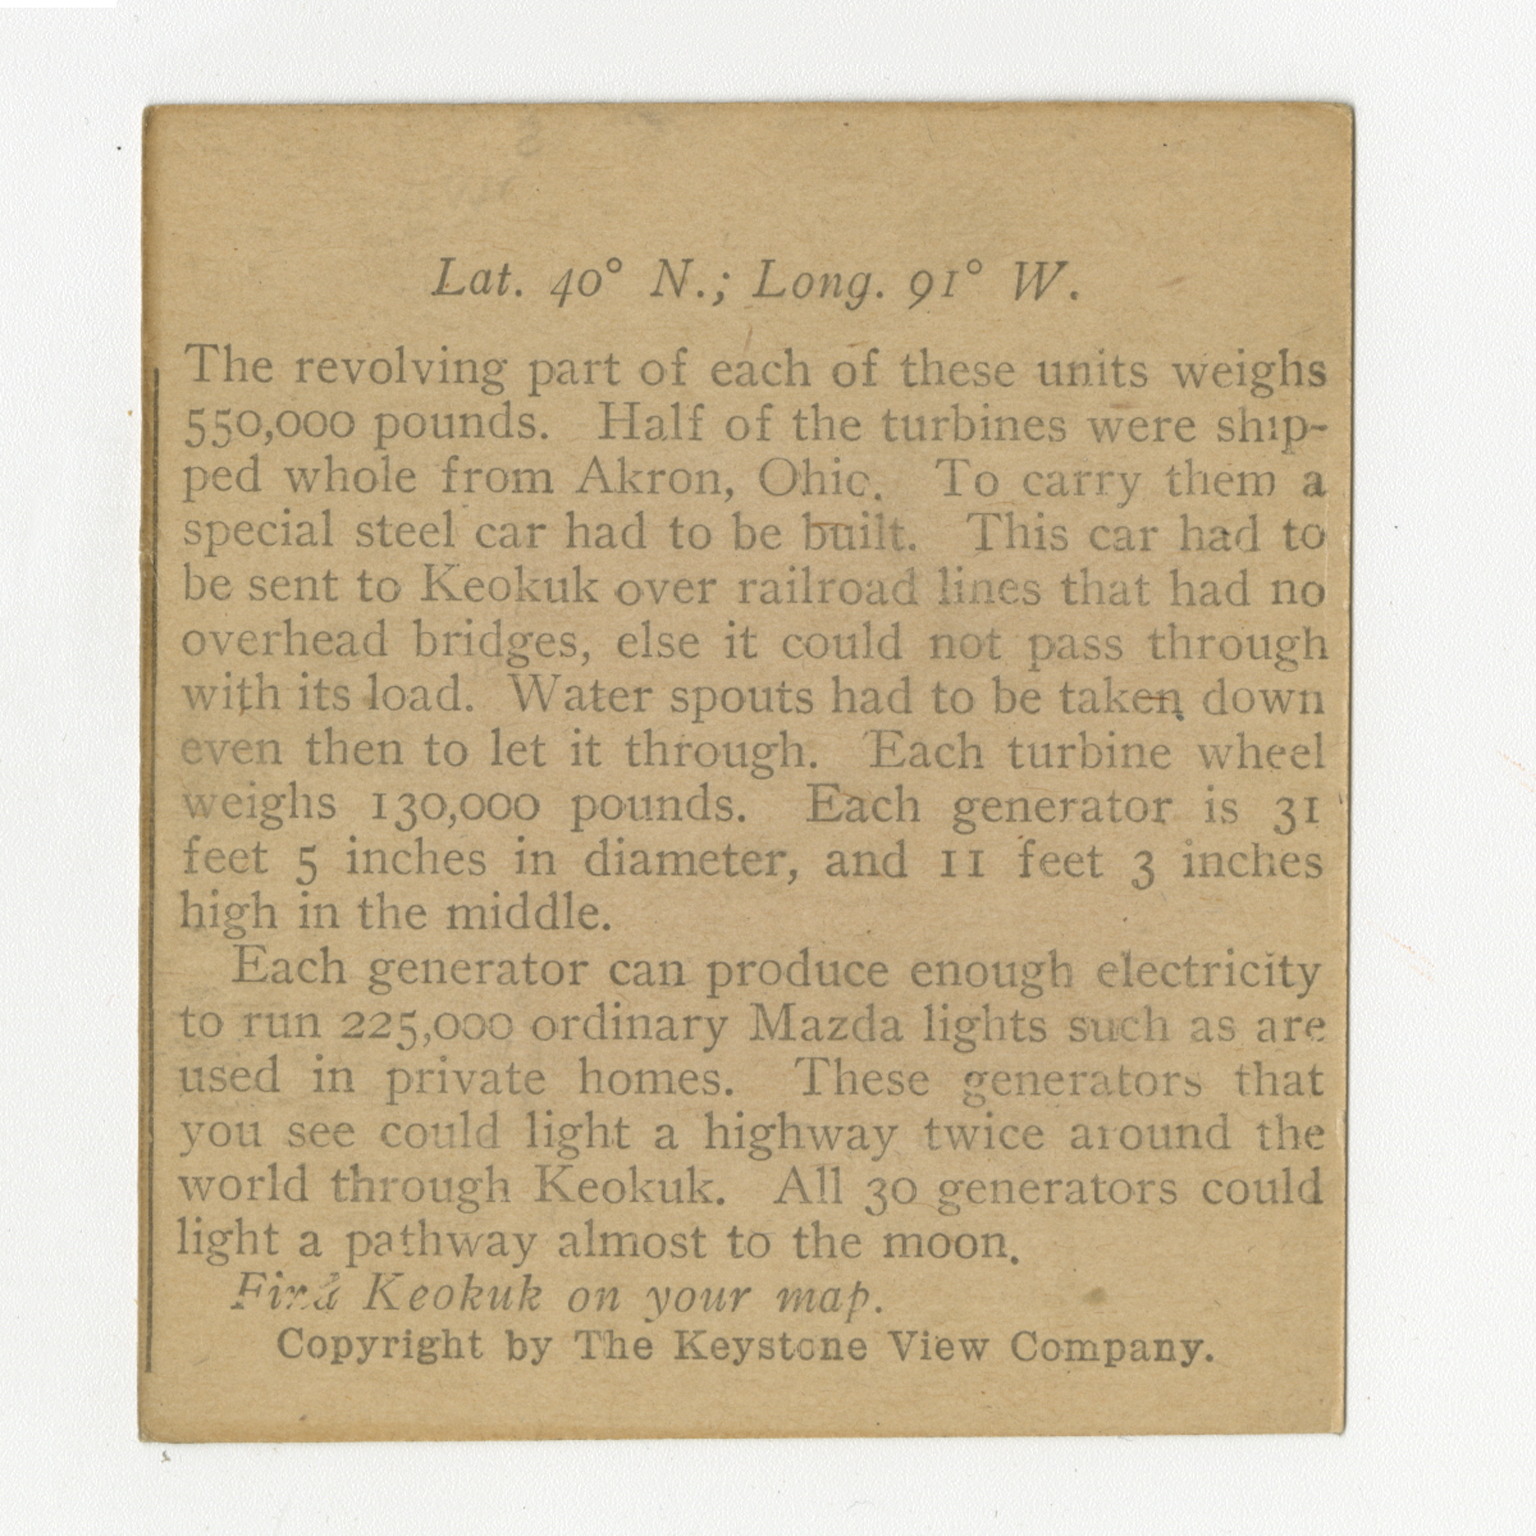 Lat. 40° N.; Long. 91° W.
The revolving part of each of these units weighs
550,000 pounds. Half of the turbines were ship-
ped whole from Akron, Ohio. To carry them a
special steel car had to be built. This car had to
be sent to Keokuk over railroad lines that had no
overhead bridges, else it could not pass through
with its load. Water spouts had to be taken down
even then to let it through. Each turbine wheel
weighs 130,000 pounds. Each generator is 31
feet 5 inches in diameter, and 11 feet 3 inches
high in the middle.
Each generator can produce enough electricity
to run 225,000 ordinary Mazda lights such as are
used in private homes. These generators that
you see could light a highway twice around the
world through Keokuk. All 30 generators could
light a pathway almost to the moon.
Find Keokuk on your map.
Copyright by The Keystone View Company.